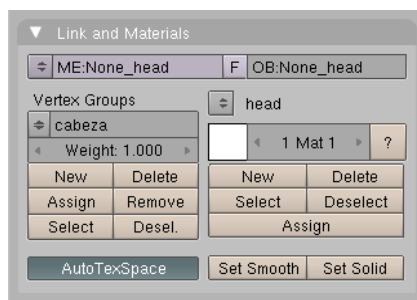 Link and Materials
ME:None_head F OB:None_head
Vertex Groups
head
cabeza
Weight: 1.000
1 Mat 1 ?
New Delete New Delete
Assign Remove Select Deselect
Select Desel. Assign
AutoTexSpace Set Smooth Set Solid